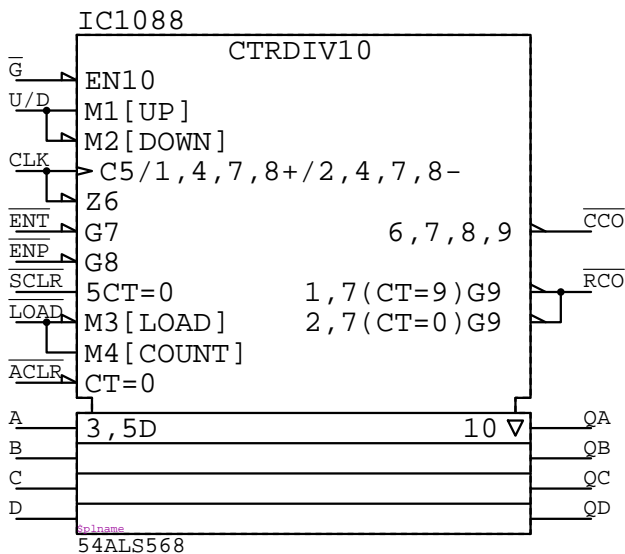 IC1088
CTRDIV10
G
EN10
U/D
M1[UP]
M2[DOWN]
CLK
C5/1,4,7,8+/2,4,7,8-
Z6
ENT
G7
6,7,8,9
CCO
ENP
G8
SCLR
5CT=0
1,7(CT=9)G9
RCO
LOAD
M3[LOAD]
2,7(CT=0)G9
M4[COUNT]
ACLR
CT=0
A
3,5D
10
QA
B
QB
C
QC
D
QD
$plname
54ALS568